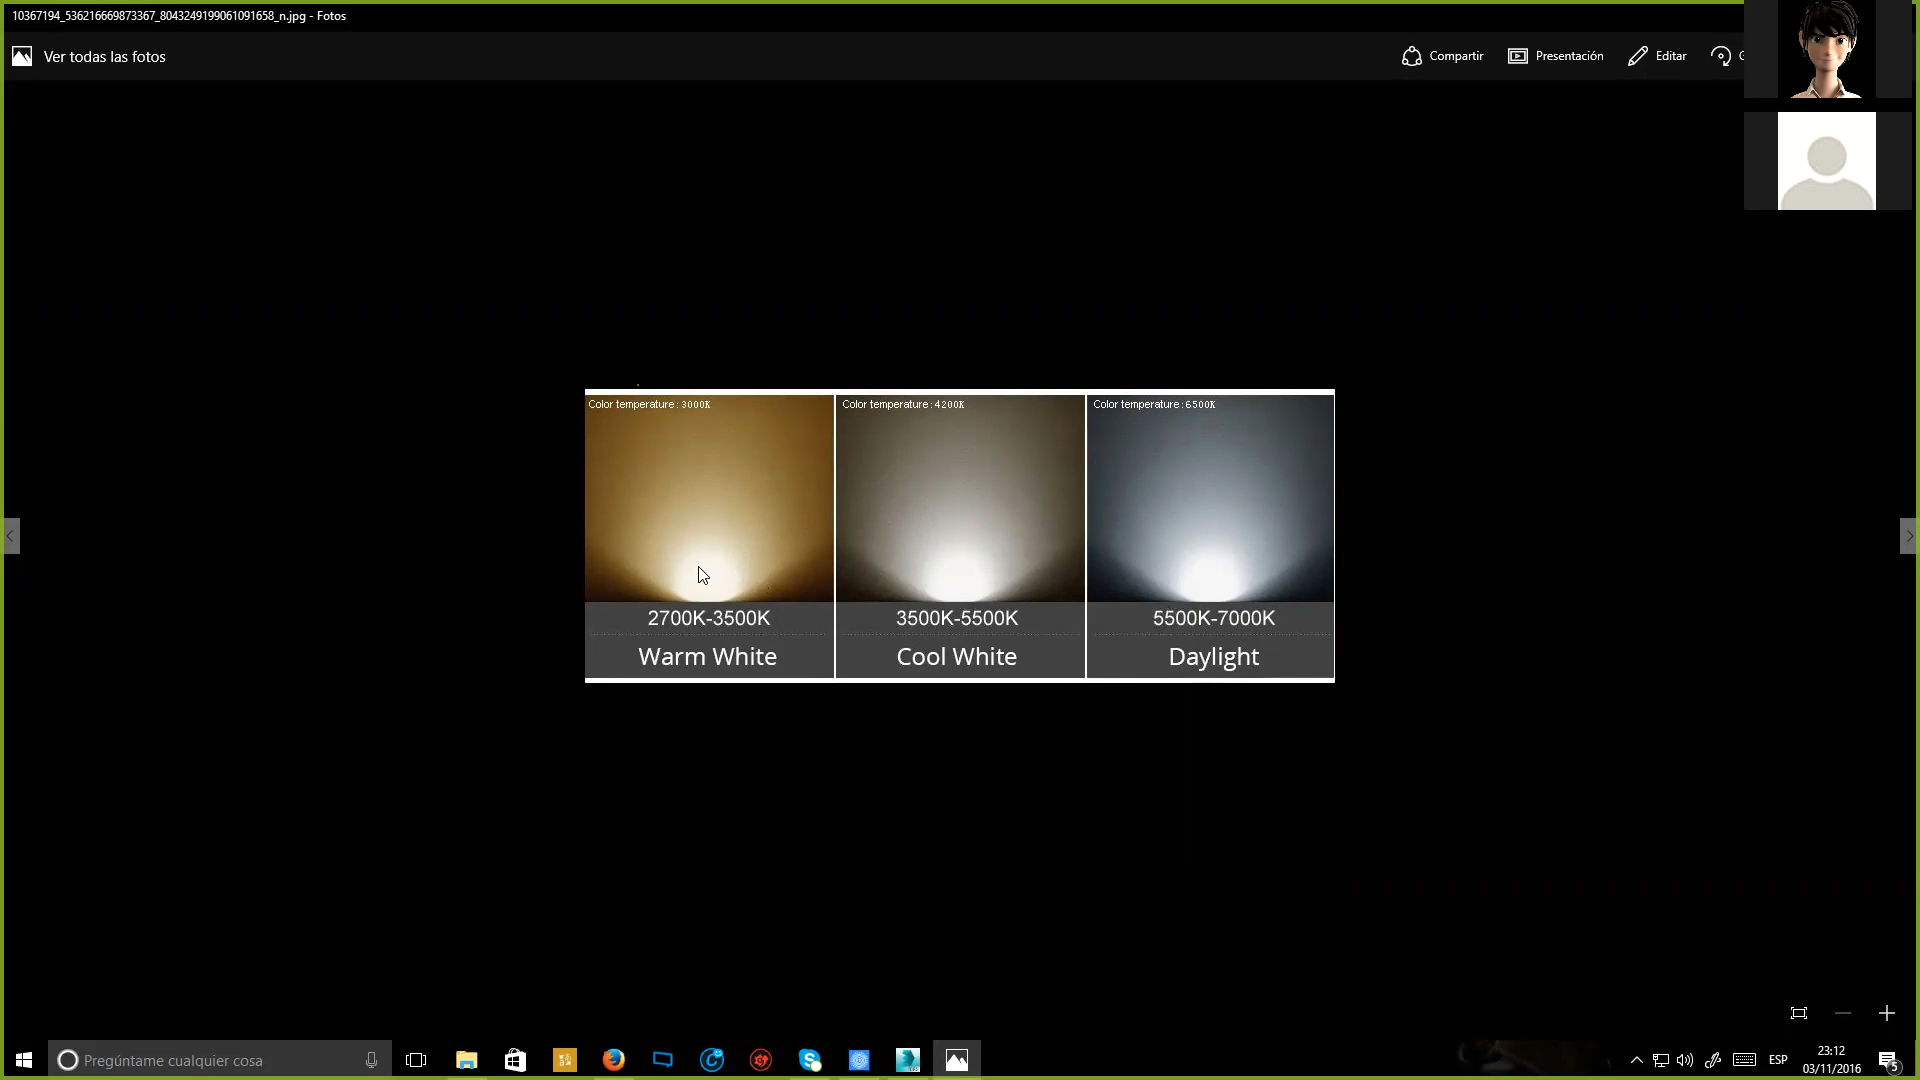 10367194_536216669873367_8043249199061091658_n.jpg - Fotos
Ver todas las fotos
Compartir
Presentación
Editar
G
Color temperature : 3000K
Color temperature : 4200K
Color temperature : 6500K
2700K-3500K
3500K-5500K
5500K-7000K
Warm White
Cool White
Daylight
Pregúntame cualquier cosa
ESP
23:12
03/11/2016
5